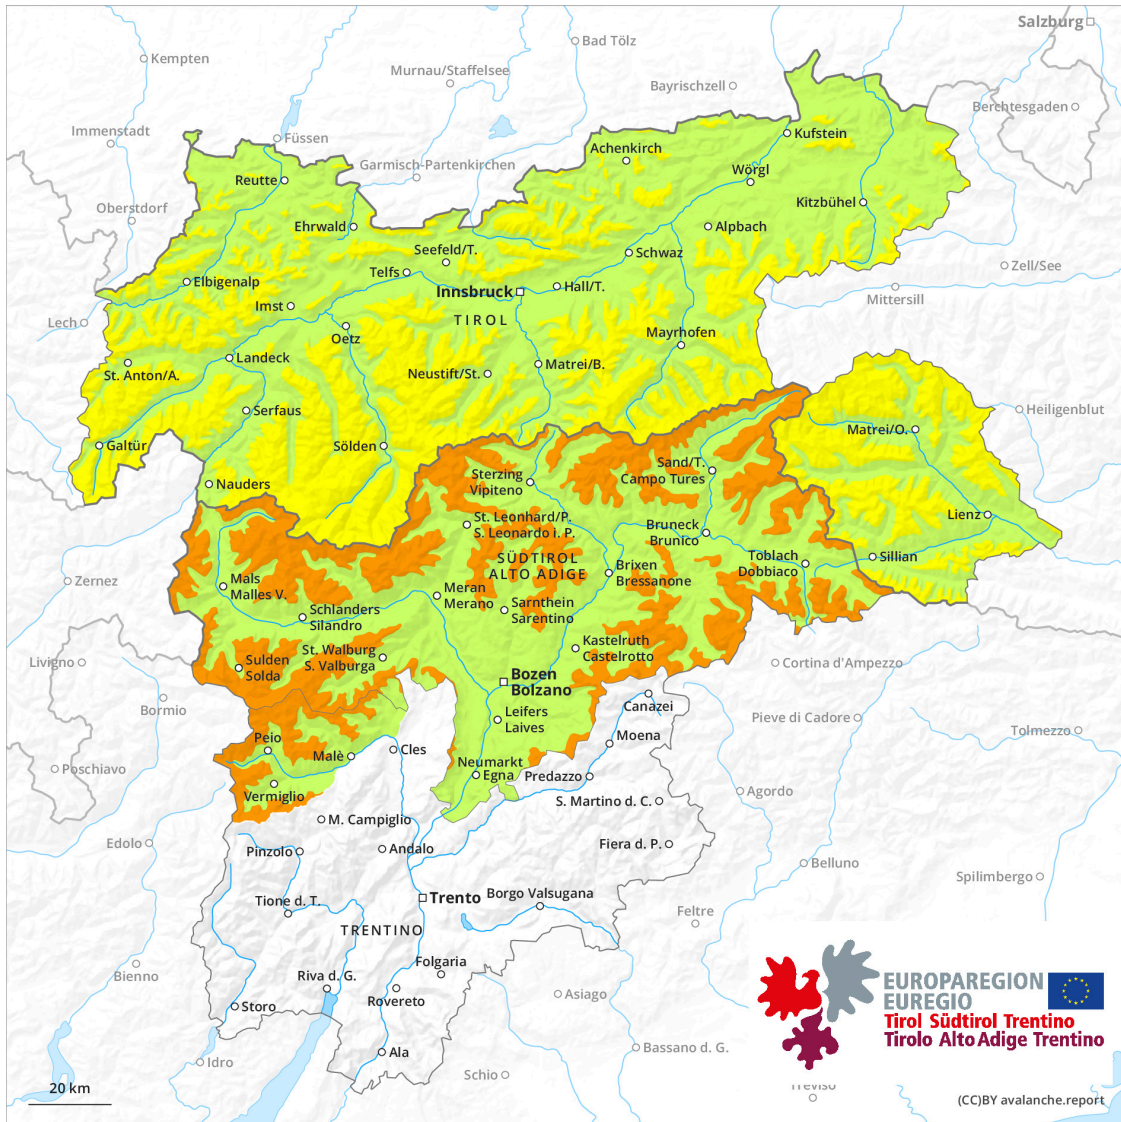 Salzburg
Bad Tölz
Kempten
Murnau/Staffelsee
Bayrischzell
Berchtesgaden
Immenstadt
Füssen
Kufstein
Achenkirch
Garmisch-Partenkirchen
Wörgl
Reutte
Kitzbühel
Oberstdorf
Ehrwald
Alpbach
Seefeld/T.
Schwaz
Telfs
Zell/See
Elbigenalp
Hall/T.
Innsbruck
Mittersill
Imst
TIROL
Lech
Oetz
Mayrhofen
Landeck
Matrei/B.
St. Anton/A.
Neustift/St.
Serfaus
Heiligenblut
Matrei/O.
Galtür
Sölden
Sand/T.
Campo Tures
Sterzing
Vipiteno
Nauders
Lienz
St. Leonhard/P.
S. Leonardo i. P.
Bruneck
Brunico
SÜDTIROL
ALTO ADIGE
Toblach
Dobbiaco
Sillian
Brixen
Bressanone
Zernez
Mals
Malles V.
Meran
Merano
Sarnthein
Sarentino
Schlanders
Silandro
Kastelruth
Castelrotto
St. Walburg
S. Valburga
Livigno
Sulden
Solda
Cortina d'Ampezzo
Bozen
Bolzano
Bormio
Canazei
Leifers
Laives
Pieve di Cadore
Tolmezzo
Moena
Peio
Cles
Malè
Neumarkt
Egna
Predazzo
Poschiavo
Vermiglio
Agordo
S. Martino d. C.
M. Campiglio
Edolo
Pinzolo
Andalo
Fiera d. P.
Belluno
Spilimbergo
Trento
Borgo Valsugana
Tione d. T.
Feltre
TRENTINO
Folgaria
Bienno
Riva d. G.
Rovereto
Asiago
Storo
EUROPAREGION
EUREGIO
Tirol Südtirol Trentino
Tirolo Alto Adige Trentino
Ala
Bassano d. G.
Idro
Schio
Treviso
20 km
(CC)BY avalanche.report